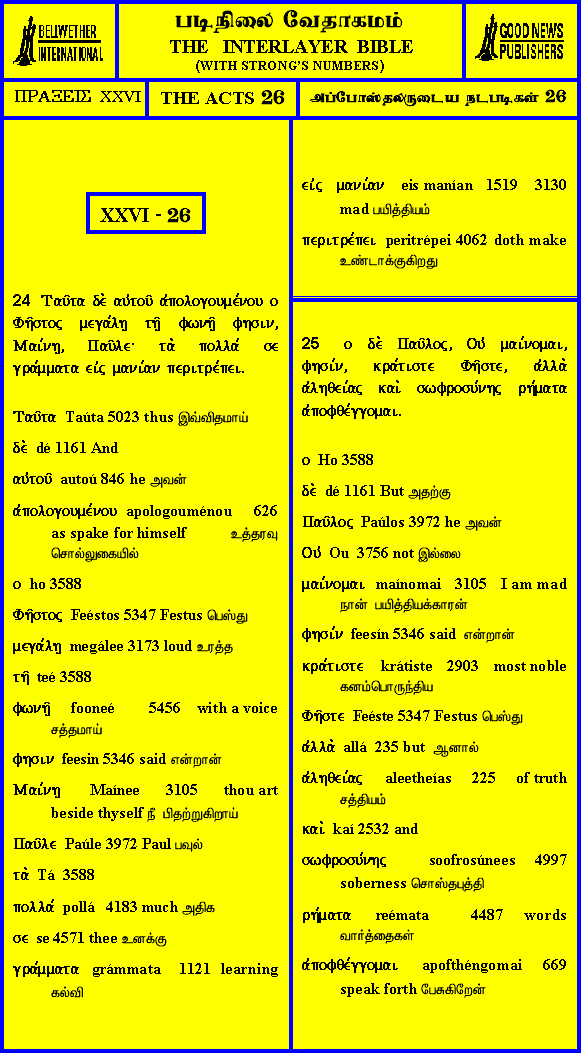 BELLWETHER
INTERNATIONAL
படிநிலை வேதாகமம்
THE INTERLAYER BIBLE
(WITH STRONG'S NUMBERS)
GOOD NEWS
PUBLISHERS
ΠΡΑΞΕΙΣ XXVI
THE ACTS 26
அப்போஸ்தலருடைய நடபடிகள் 26
XXVI - 26
24 Ταῦτα δὲ αὐτοῦ ἀπολογουμένου ο
Φῆστος μεγάλῃ τῇ φωνῇ φησιν,
Μαίνῃ, Παῦλε· τὰ πολλά σε
γράμματα εἰς μανίαν περιτρέπει.
Ταῦτα Taúta 5023 thus இவ்விதமாய்
δὲ dé 1161 And
αὐτοῦ autoú 846 he அவன்
ἀπολογουμένου apologouménou 626
as spake for himself உத்தரவு
சொல்லுகையில்
ο ho 3588
Φῆστος Feéstos 5347 Festus பெஸ்து
μεγάλῃ megálee 3173 loud உரத்த
τῇ teé 3588
φωνῇ fooneé 5456 with a voice
சத்தமாய்
φησιν feesin 5346 said என்றான்
Μαίνῃ Maínee 3105 thou art
beside thyself நீ பிதற்றுகிறாய்
Παῦλε Paúle 3972 Paul பவுல்
τὰ Tá 3588
πολλά pollá 4183 much அதிக
σε se 4571 thee உனக்கு
γράμματα grámmata 1121 learning
கல்வி
εἰς μανίαν eis manían 1519 3130
mad பயித்தியம்
περιτρέπει peritrépei 4062 doth make
உண்டாக்குகிறது
25 ο δὲ Παῦλος, Οὐ μαίνομαι,
φησίν, κράτιστε Φῆστε, ἀλλὰ
ἀληθείας καὶ σωφροσύνης ρήματα
ἀποφθέγγομαι.
ο Ho 3588
δὲ dé 1161 But அதற்கு
Παῦλος Paúlos 3972 he அவன்
Οὐ Ou 3756 not இல்லை
μαίνομαι maínomai 3105 I am mad
நான் பயித்தியக்காரன்
φησίν feesín 5346 said என்றான்
κράτιστε krátiste 2903 most noble
கனம்பொருந்திய
Φῆστε Feéste 5347 Festus பெஸ்து
ἀλλὰ allá 235 but ஆனால்
ἀληθείας aleetheías 225 of truth
சத்தியம்
καὶ kaí 2532 and
σωφροσύνης soofrosúnees 4997
soberness சொஸ்தபுத்தி
ρήματα reémata 4487 words
வார்த்தைகள்
ἀποφθέγγομαι apofthéngomai 669
speak forth பேசுகிறேன்